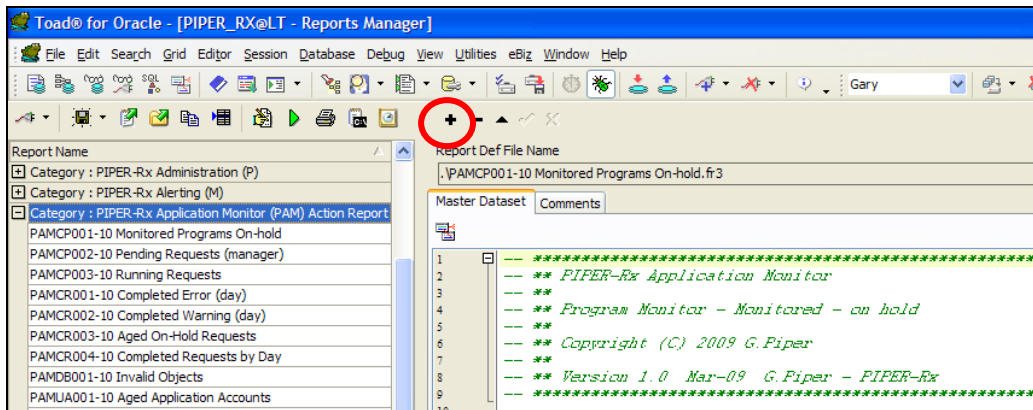 Toad® for Oracle - [PIPER_RX@LT - Reports Manager]
File Edit Search Grid Editor Session Database Debug View Utilities eBiz Window Help
SQL Gary
Report Name
Category : PIPER-Rx Administration (P)
Category : PIPER-Rx Alerting (M)
Category : PIPER-Rx Application Monitor (PAM) Action Report
PAMCP001-10 Monitored Programs On-hold
PAMCP002-10 Pending Requests (manager)
PAMCP003-10 Running Requests
PAMCR001-10 Completed Error (day)
PAMCR002-10 Completed Warning (day)
PAMCR003-10 Aged On-Hold Requests
PAMCR004-10 Completed Requests by Day
PAMDB001-10 Invalid Objects
PAMUA001-10 Aged Application Accounts
Report Def File Name
.\PAMCP001-10 Monitored Programs On-hold.fr3
Master Dataset Comments
1 -- *****************************************************
2 -- ** PIPER-Rx Application Monitor
3 -- **
4 -- ** Program Monitor - Monitored - on hold
5 -- **
6 -- ** Copyright (C) 2009 G.Piper
7 -- **
8 -- ** Version 1.0 Mar-09 G.Piper - PIPER-Rx
9 -- *****************************************************
10